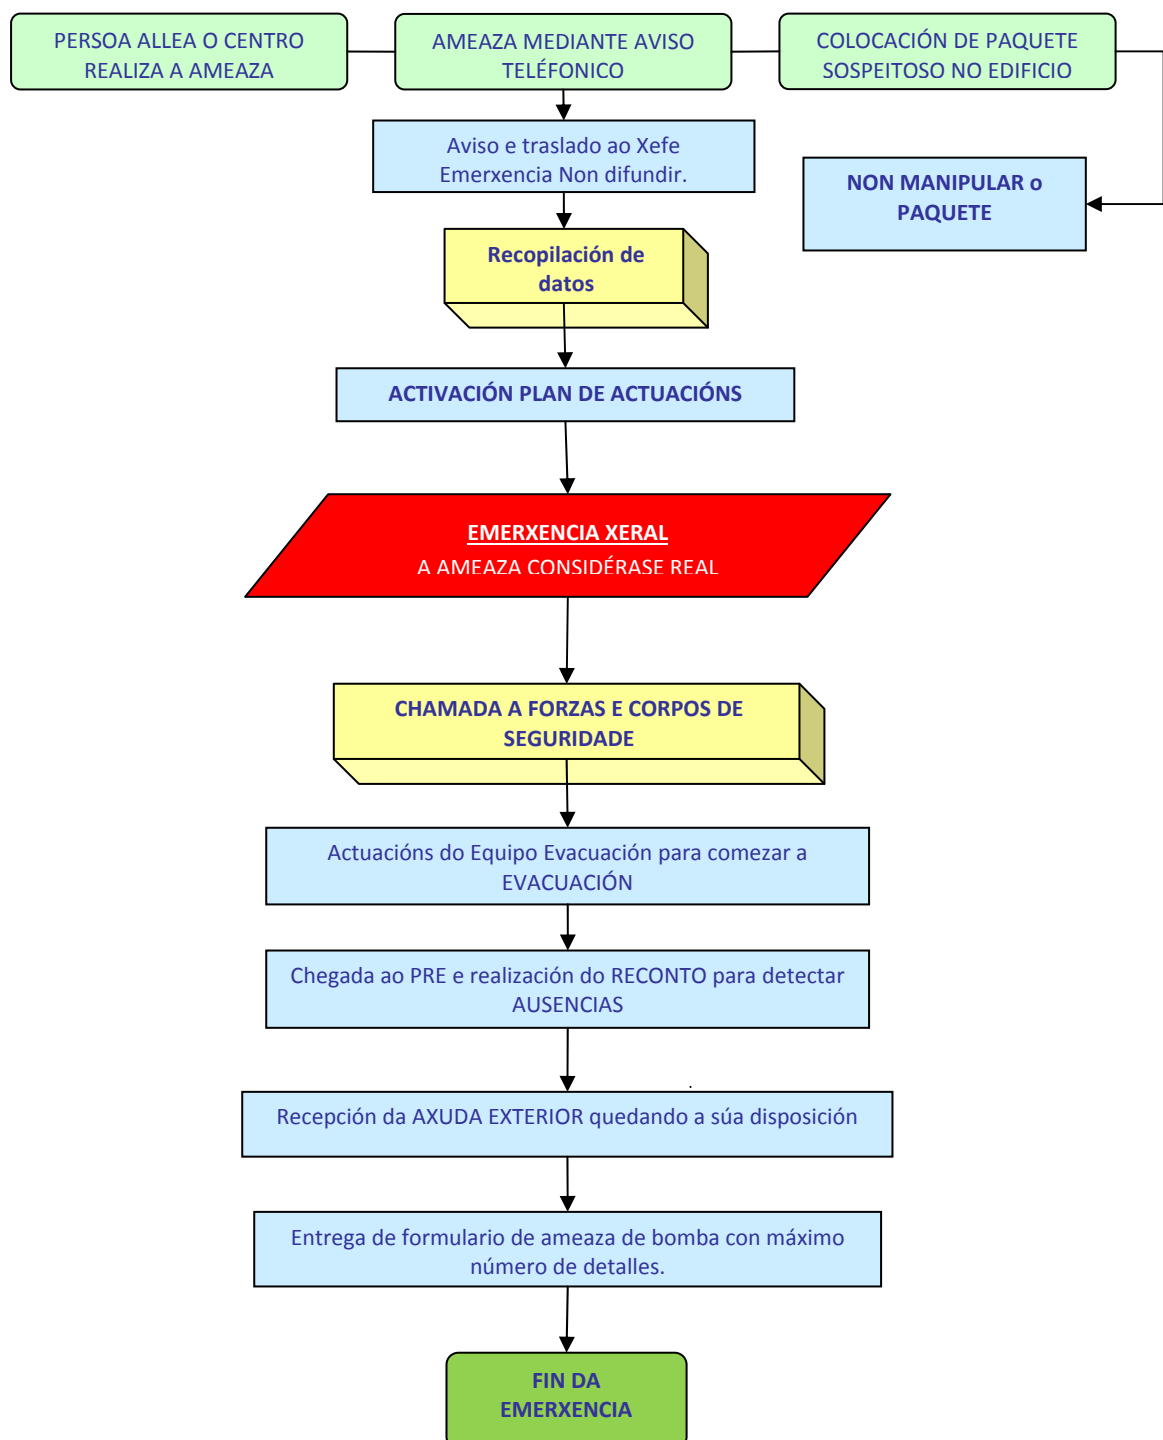 PERSOA ALLEA O CENTRO
REALIZA A AMEAZA
AMEAZA MEDIANTE AVISO
TELÉFONICO
COLOCACIÓN DE PAQUETE
SOSPEITOSO NO EDIFICIO
Aviso e traslado ao Xefe
Emerxencia Non difundir.
NON MANIPULAR o
PAQUETE
Recopilación de
datos
ACTIVACIÓN PLAN DE ACTUACIÓNS
EMERXENCIA XERAL
A AMEAZA CONSIDÉRASE REAL
CHAMADA A FORZAS E CORPOS DE
SEGURIDADE
Actuacións do Equipo Evacuación para comezar a
EVACUACIÓN
Chegada ao PRE e realización do RECONTO para detectar
AUSENCIAS
Recepción da AXUDA EXTERIOR quedando a súa disposición
Entrega de formulario de ameaza de bomba con máximo
número de detalles.
FIN DA
EMERXENCIA